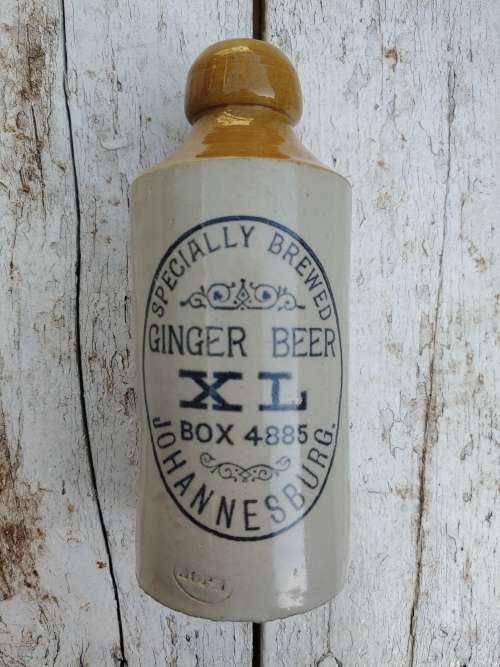 SPECIALLY BREWED
GINGER BEER
XL
BOX 4885
JOHANNESBURG.